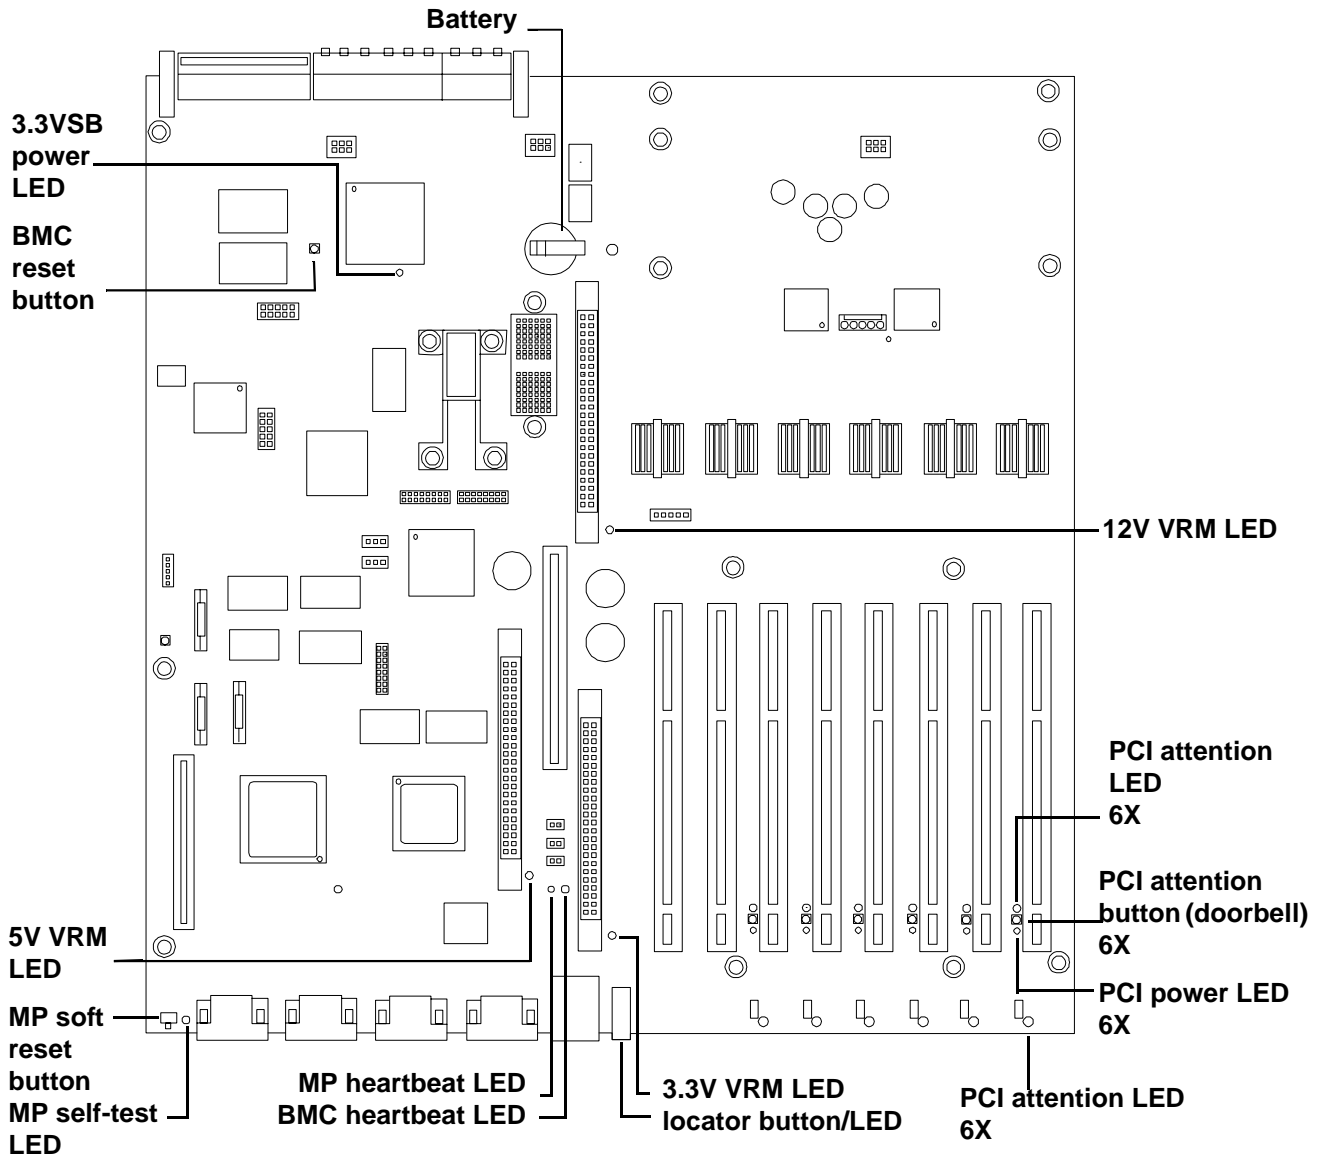 Battery
3.3VSB
power
LED
BMC
reset
button
12V VRM LED
PCI attention
LED
6X
PCI attention
button (doorbell)
6X
5V VRM
LED
PCI power LED
6X
MP soft
reset
button
MP self-test
LED
MP heartbeat LED
BMC heartbeat LED
3.3V VRM LED
locator button/LED
PCI attention LED
6X